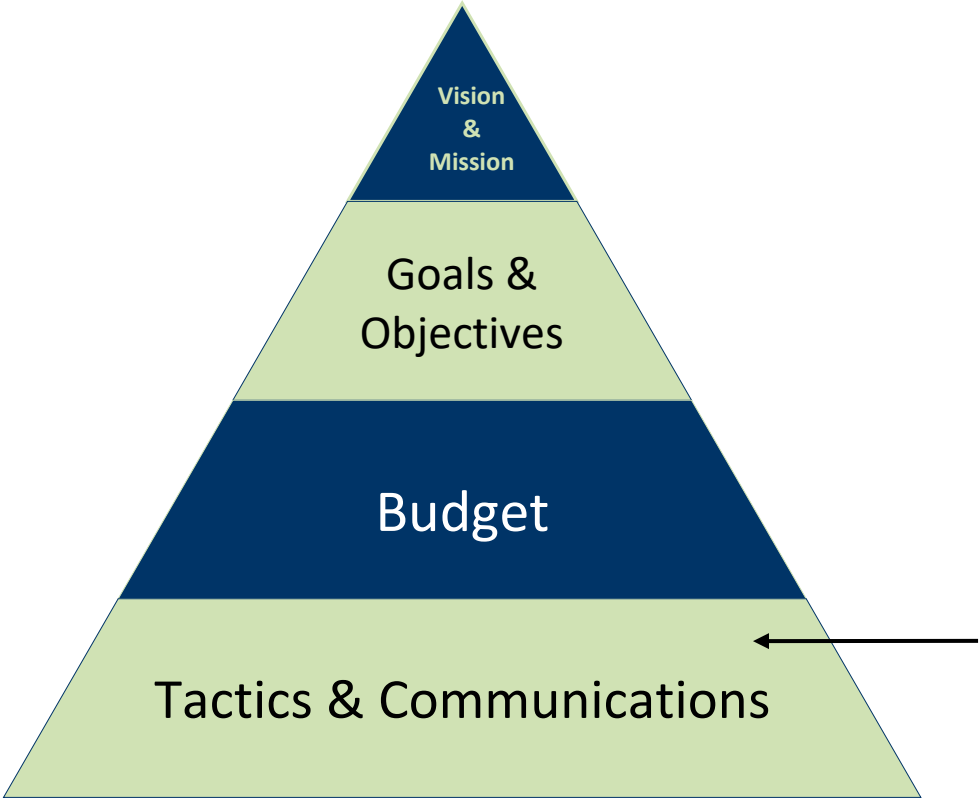 Vision
&
Mission
Goals &
Objectives
Budget
Tactics & Communications